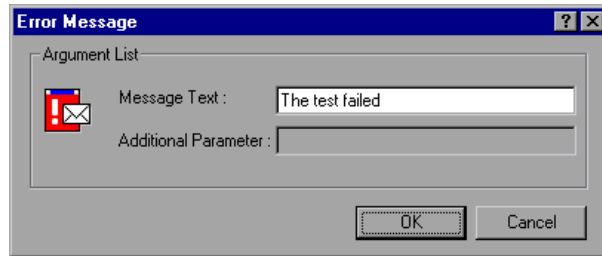 Error Message
Argument List
Message Text : The test failed
Additional Parameter :
OK Cancel